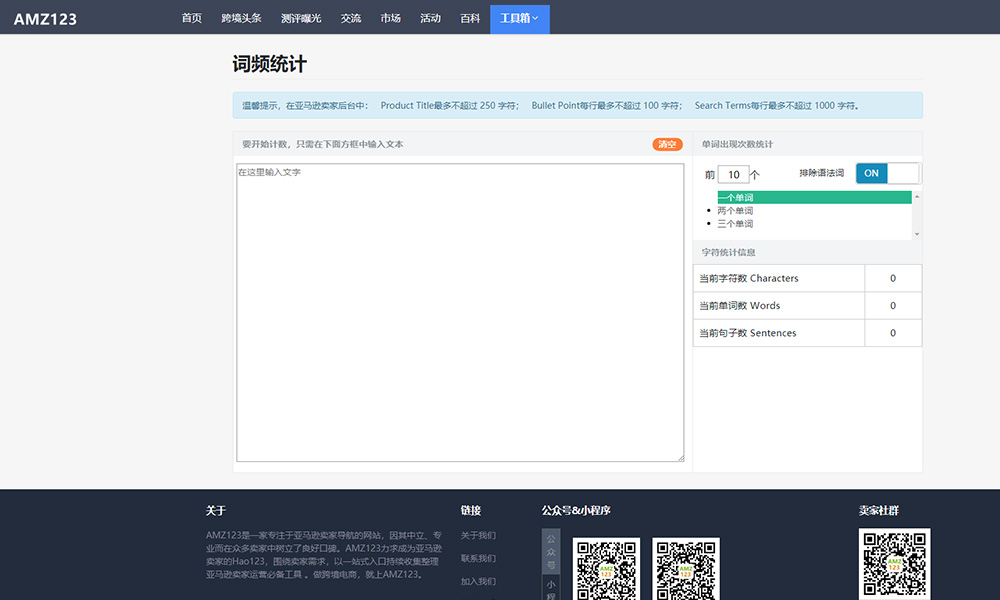 AMZ123 首页 跨境头条 测评曝光 交流 市场 活动 百科 工具箱
词频统计
温馨提示，在亚马逊卖家后台中： Product Title最多不超过 250 字符； Bullet Point每行最多不超过 100 字符； Search Terms每行最多不超过 1000 字符。
要开始计数，只需在下面方框中输入文本 清空
在这里输入文字
单词出现次数统计
前 10 个 排除语法词 ON
一个单词
两个单词
三个单词
字符统计信息
当前字符数 Characters 0
当前单词数 Words 0
当前句子数 Sentences 0
关于
AMZ123是一家专注于亚马逊卖家导航的网站，因其中立、专
业而在众多卖家中树立了良好口碑。AMZ123力求成为亚马逊
卖家的Hao123，围绕卖家需求，以一站式入口持续收集整理
亚马逊卖家运营必备工具 。做跨境电商，就上AMZ123。
链接
关于我们
联系我们
加入我们
公众号&小程序
公众号
小程
AMZ
123
AMZ
123
卖家社群
AMZ
123